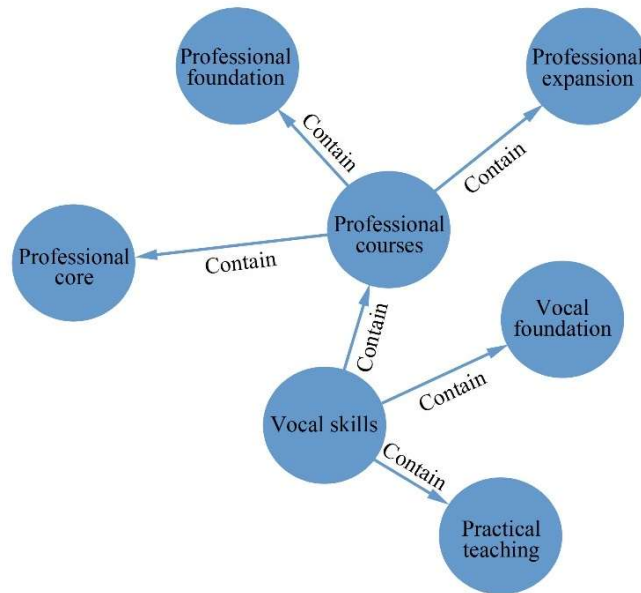 Professional
foundation
Professional
expansion
Contain
Contain
Professional
courses
Professional
core
Contain
Contain
Vocal
foundation
Contain
Vocal skills
Contain
Practical
teaching